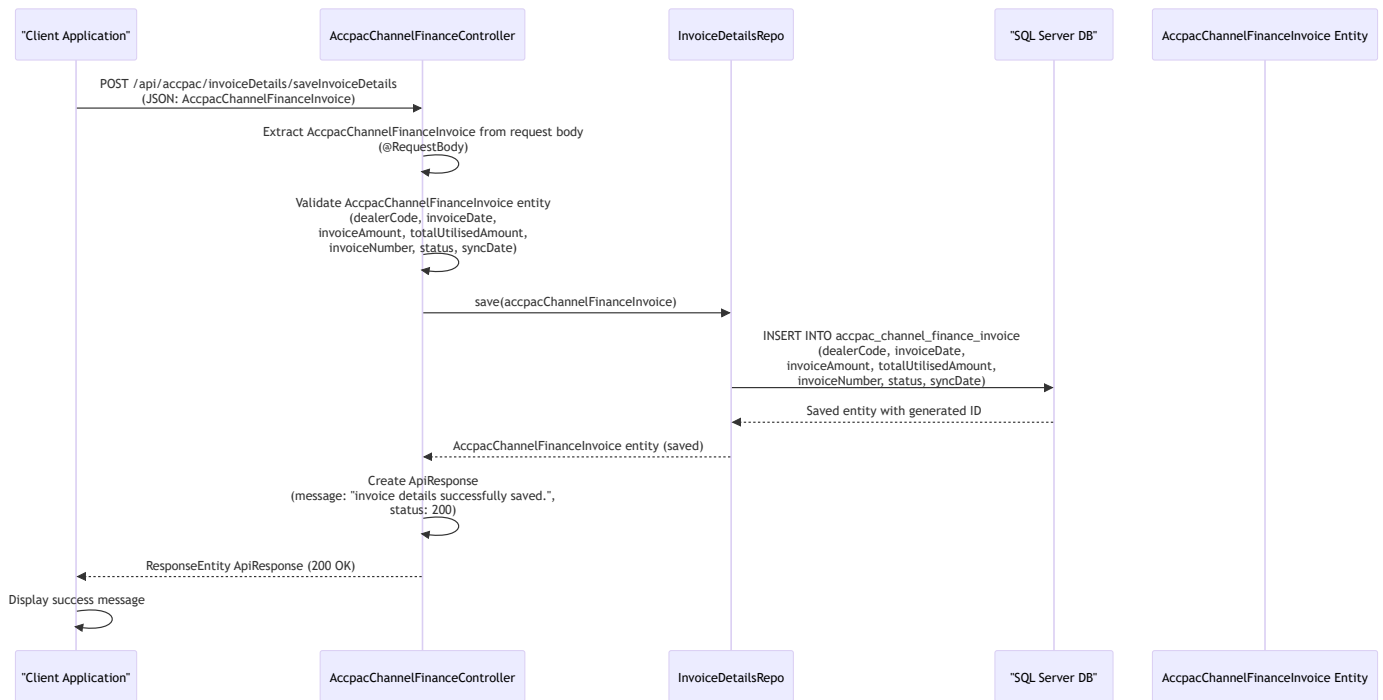 "Client Application"
AccpacChannelFinanceController
InvoiceDetailsRepo
"SQL Server DB"
AccpacChannelFinanceInvoice Entity
POST /api/accpac/invoiceDetails/saveInvoiceDetails
(JSON: AccpacChannelFinanceInvoice)
Extract AccpacChannelFinanceInvoice from request body
(@RequestBody)
Validate AccpacChannelFinanceInvoice entity
(dealerCode, invoiceDate,
invoiceAmount, totalUtilisedAmount,
invoiceNumber, status, syncDate)
save(accpacChannelFinanceInvoice)
INSERT INTO accpac_channel_finance_invoice
(dealerCode, invoiceDate,
invoiceAmount, totalUtilisedAmount,
invoiceNumber, status, syncDate)
Saved entity with generated ID
AccpacChannelFinanceInvoice entity (saved)
Create ApiResponse
(message: "invoice details successfully saved.",
status: 200)
ResponseEntity ApiResponse (200 OK)
Display success message
"Client Application"
AccpacChannelFinanceController
InvoiceDetailsRepo
"SQL Server DB"
AccpacChannelFinanceInvoice Entity